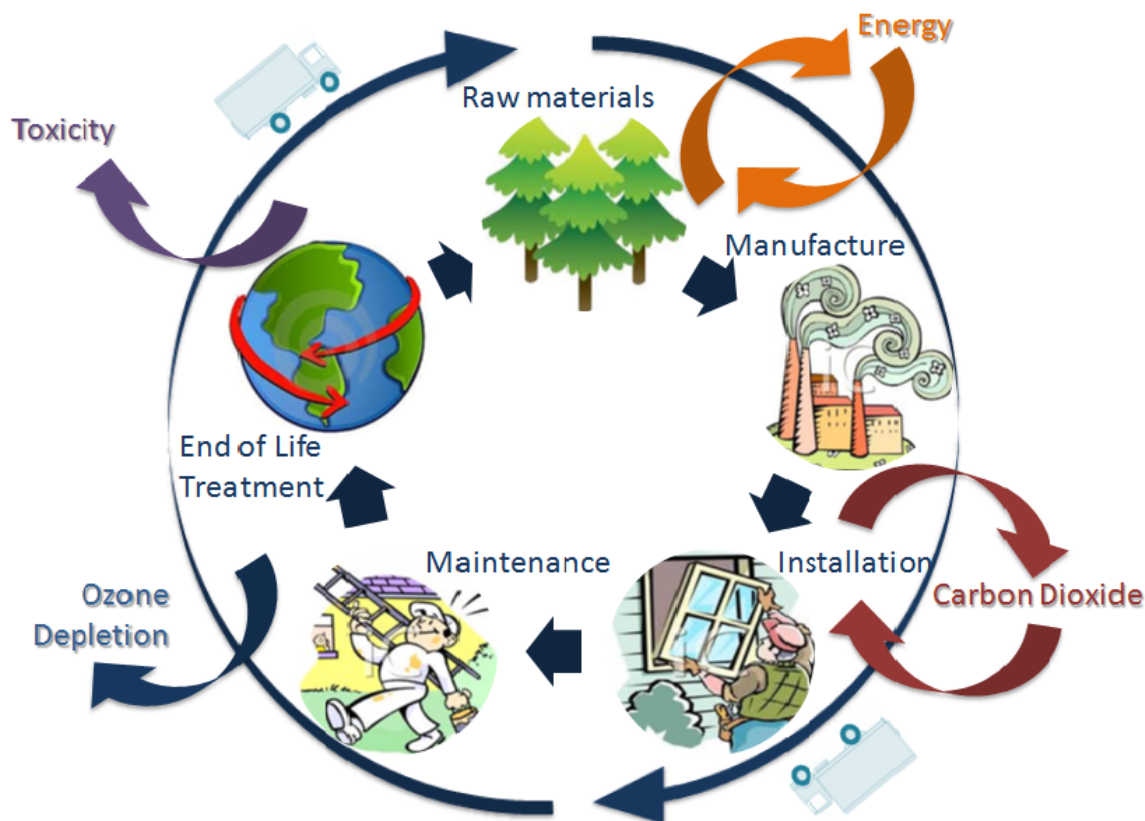 Energy
Raw materials
Toxicity
Manufacture
End of Life
Treatment
Maintenance
Installation
Ozone
Depletion
Carbon Dioxide